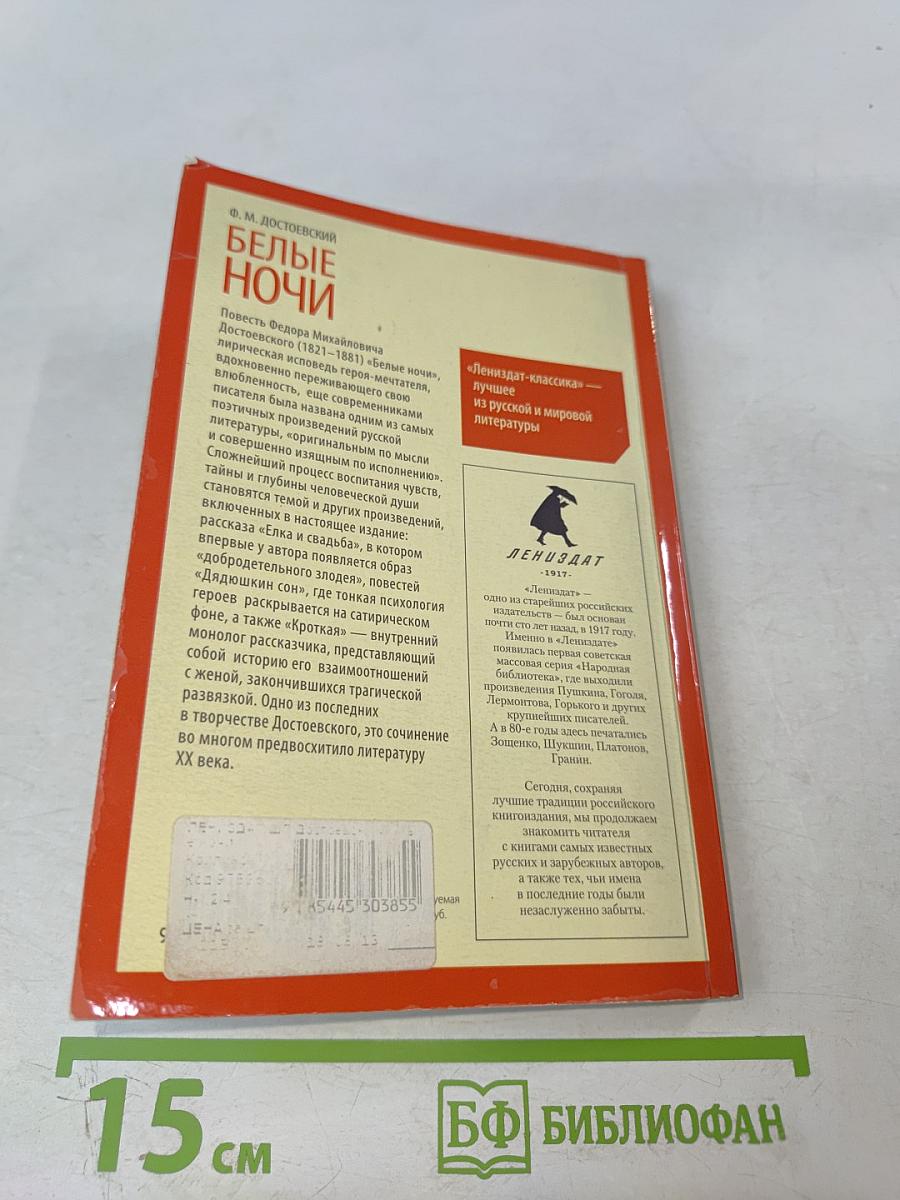 Ф. М. ДОСТОЕВСКИЙ
БЕЛЫЕ
НОЧИ
Повесть Федора Михайловича
Достоевского (1821–1881) «Белые ночи»,
лирическая исповедь героя-мечтателя,
вдохновенно переживающего свою
влюбленность, еще современниками
писателя была названа одним из самых
поэтичных произведений русской
литературы, «оригинальным по мысли
и совершенно изящным по исполнению».
Сложнейший процесс воспитания чувств,
тайны и глубины человеческой души
становятся темой и других произведений,
включенных в настоящее издание:
рассказа «Елка и свадьба», в котором
впервые у автора появляется образ
«добродетельного злодея», повестей
«Дядюшкин сон», где тонкая психология
героев раскрывается на сатирическом
фоне, а также «Кроткая» — внутренний
монолог рассказчика, представляющий
собой историю его взаимоотношений
с женой, закончившихся трагической
развязкой. Одно из последних
в творчестве Достоевского, это сочинение
во многом предвосхитило литературу
XX века.
«Лениздат-классика» —
лучшее
из русской и мировой
литературы
ЛЕНИЗДАТ
-1917-
«Лениздат» —
одно из старейших российских
издательств — был основан
почти сто лет назад, в 1917 году.
Именно в «Лениздате»
появилась первая советская
массовая серия «Народная
библиотека», где выходили
произведения Пушкина, Гоголя,
Лермонтова, Горького и других
крупнейших писателей.
А в 80-е годы здесь печатались
Зощенко, Шукшин, Платонов,
Гранин.
Сегодня, сохраняя
лучшие традиции российского
книгоиздания, мы продолжаем
знакомить читателя
с книгами самых известных
русских и зарубежных авторов,
а также тех, чьи имена
в последние годы были
незаслуженно забыты.
5445 303855
уемая
уб.
ЦЕНА
15 см
БФ БИБЛИОФАН